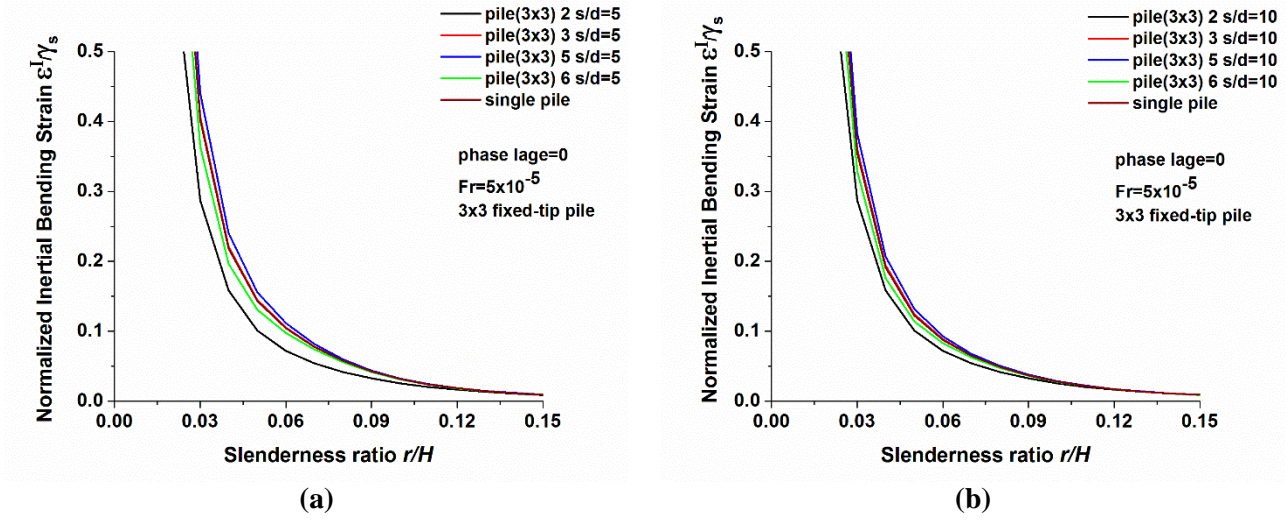 pile(3x3) 2 s/d=5
pile(3x3) 3 s/d=5
pile(3x3) 5 s/d=5
pile(3x3) 6 s/d=5
single pile
phase lage=0
Fr=5x10⁻⁵
3x3 fixed-tip pile
Normalized Inertial Bending Strain εᴵ/γₛ
0.5
0.4
0.3
0.2
0.1
0.0
0.00 0.03 0.06 0.09 0.12 0.15
Slenderness ratio r/H
(a)
pile(3x3) 2 s/d=10
pile(3x3) 3 s/d=10
pile(3x3) 5 s/d=10
pile(3x3) 6 s/d=10
single pile
phase lage=0
Fr=5x10⁻⁵
3x3 fixed-tip pile
Normalized Inertial Bending Strain εᴵ/γₛ
0.5
0.4
0.3
0.2
0.1
0.0
0.00 0.03 0.06 0.09 0.12 0.15
Slenderness ratio r/H
(b)